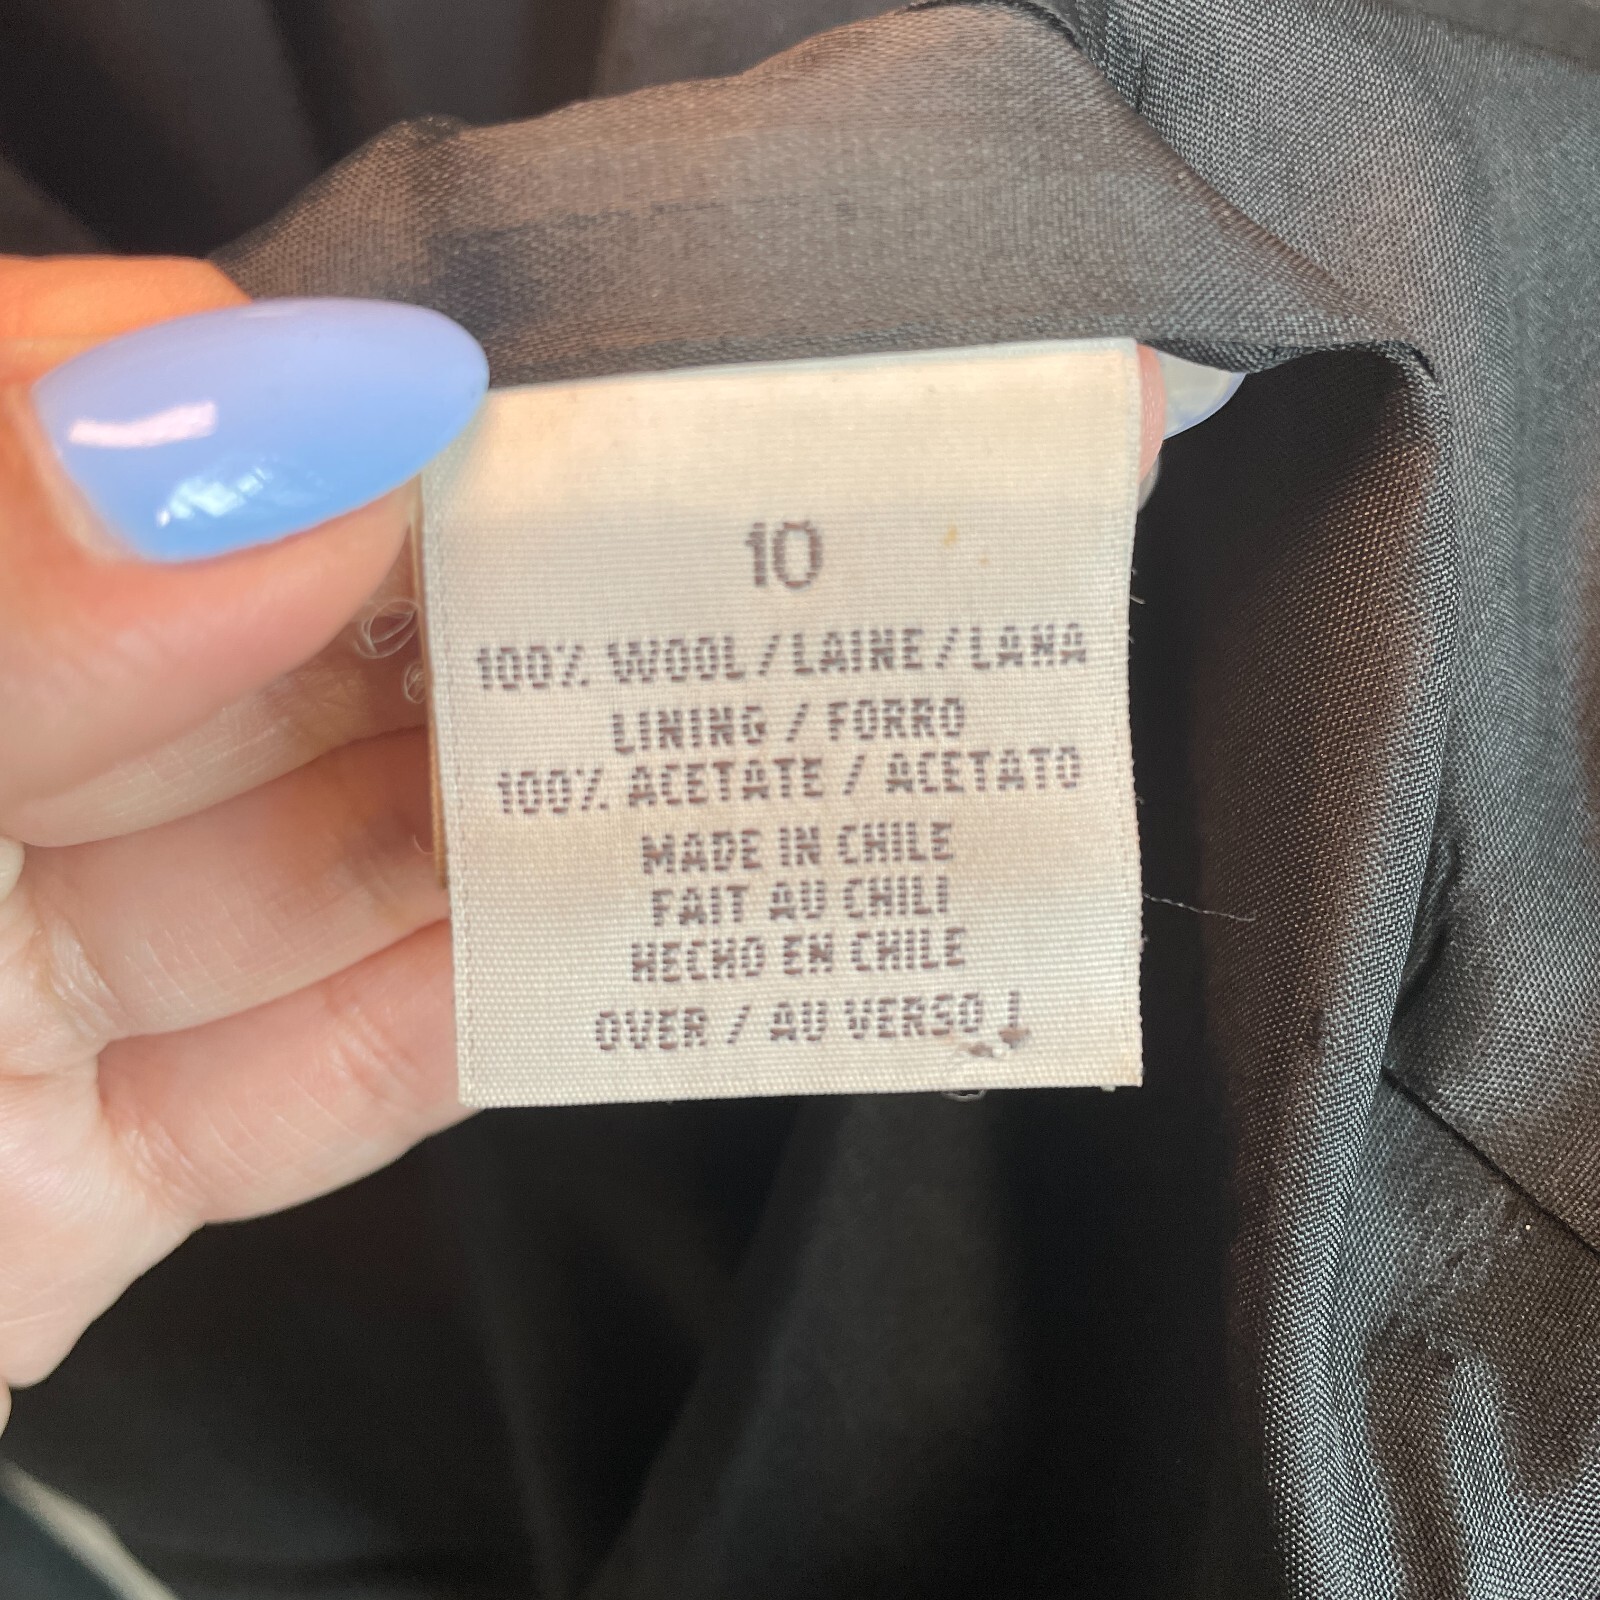 10
100% WOOL / LAINE / LANA
LINING / FORRO
100% ACETATE / ACETATO
MADE IN CHILE
FAIT AU CHILI
HECHO EN CHILE
OVER / AU VERSO